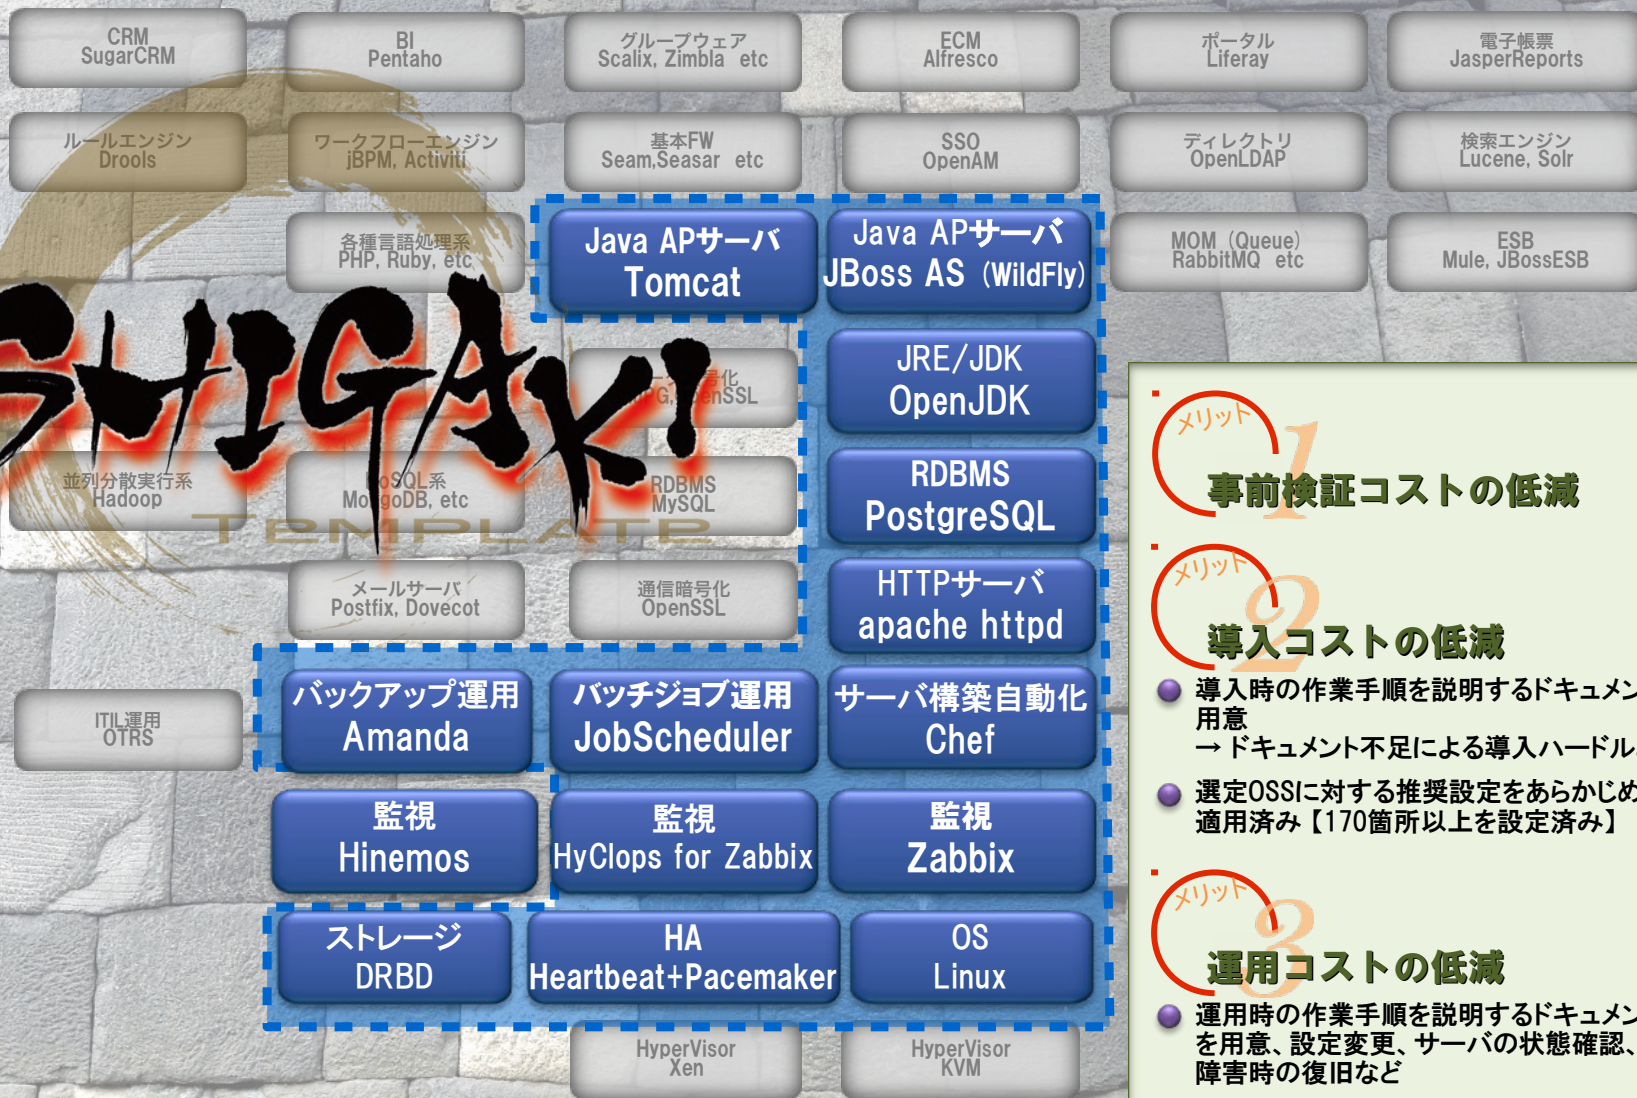 CRM
SugarCRM
BI
Pentaho
グループウェア
Scalix, Zimbla etc
ECM
Alfresco
ポータル
Liferay
電子帳票
JasperReports
ルールエンジン
Drools
ワークフローエンジン
jBPM, Activiti
基本FW
Seam,Seasar etc
SSO
OpenAM
ディレクトリ
OpenLDAP
検索エンジン
Lucene, Solr
各種言語処理系
PHP, Ruby, etc
Java APサーバ
Tomcat
Java APサーバ
JBoss AS (WildFly)
MOM (Queue)
RabbitMQ etc
ESB
Mule, JBossESB
SHIGAKI
TEMPLATE
号化
PG,OpenSSL
JRE/JDK
OpenJDK
並列分散実行系
Hadoop
NoSQL系
MongoDB, etc
RDBMS
MySQL
RDBMS
PostgreSQL
メールサーバ
Postfix, Dovecot
通信暗号化
OpenSSL
HTTPサーバ
apache httpd
ITIL運用
OTRS
バックアップ運用
Amanda
バッチジョブ運用
JobScheduler
サーバ構築自動化
Chef
監視
Hinemos
監視
HyClops for Zabbix
監視
Zabbix
ストレージ
DRBD
HA
Heartbeat+Pacemaker
OS
Linux
HyperVisor
Xen
HyperVisor
KVM
メリット
1
事前検証コストの低減
メリット
2
導入コストの低減
導入時の作業手順を説明するドキュメン
用意
→ ドキュメント不足による導入ハードル
選定OSSに対する推奨設定をあらかじめ
適用済み【170箇所以上を設定済み】
メリット
3
運用コストの低減
運用時の作業手順を説明するドキュメン
を用意、設定変更、サーバの状態確認、
障害時の復旧など